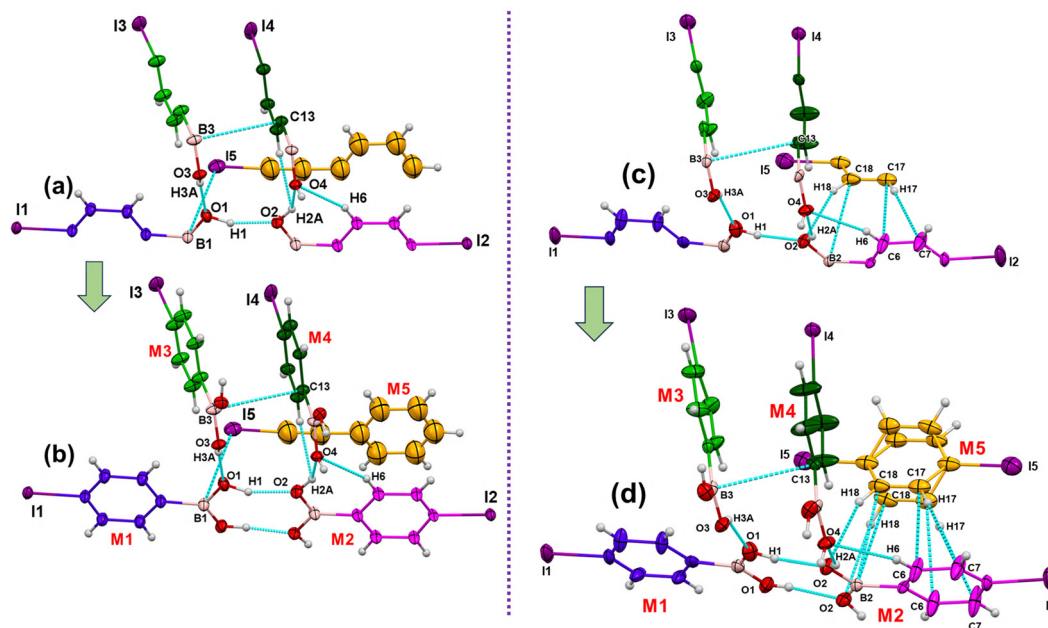 I3
I4
B3
C13
O3
I5
(a)
H3A
O4
I1
O1
H6
O2
H2A
B1
H1
I2
I3
I4
M3
M4
C13
M5
B3
I5
(b)
O3
H3A
O4
O1
H1
O2
H2A
H6
I1
B1
I2
M1
M2
I3
I4
(c)
C13
B3
I5
C18
C17
O3
H3A
H18
H17
O4
O1
H1
O2
H2A
H6
I1
B2
C6
C7
I2
I3
I4
M3
M4
M5
(d)
I5
C13
C18
C17
I5
B3
H18
C18
H17
O3
H3A
H18
H17
O4
O1
H1
H2A
H6
I1
O2
C6
C7
O1
B2
O2
M1
M2
C6
C7
I